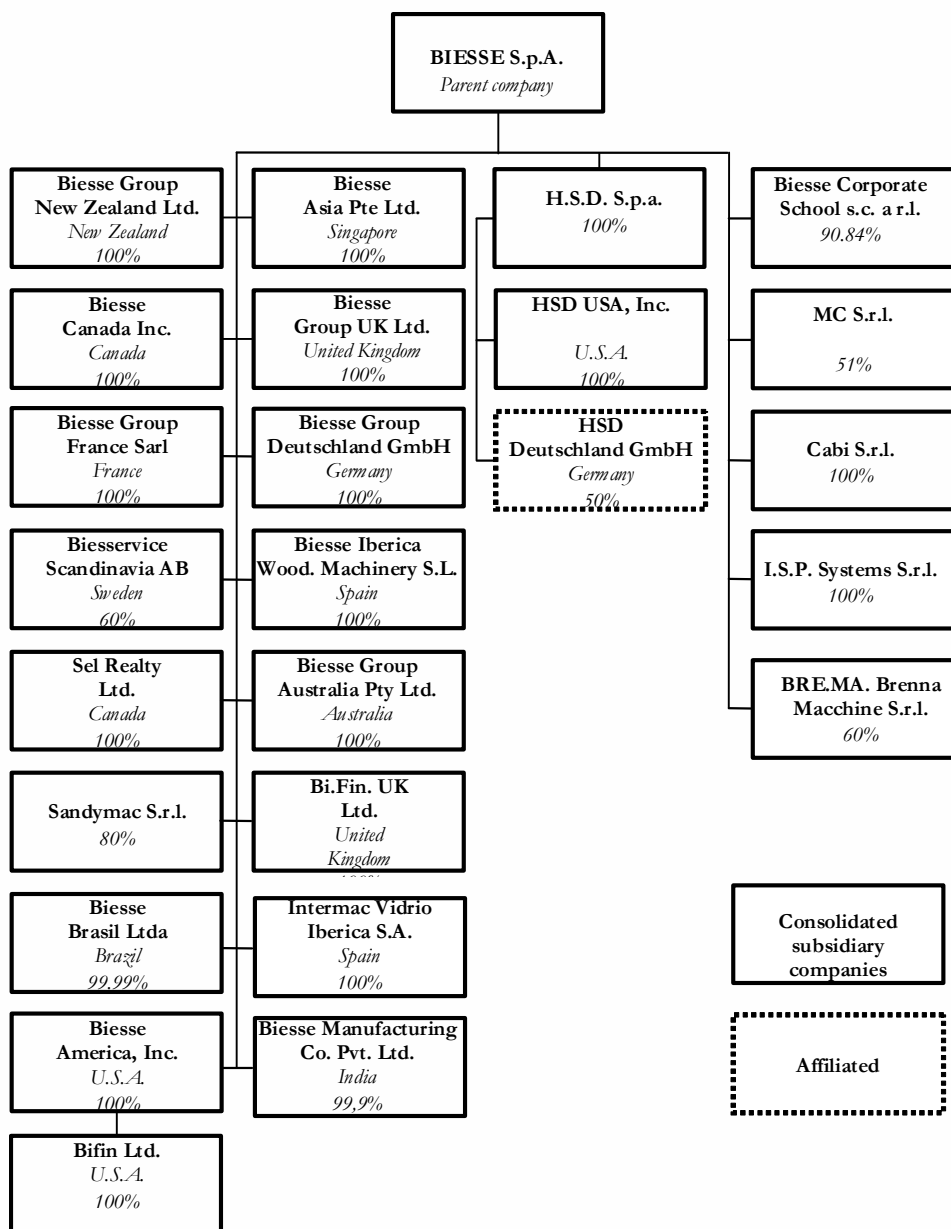 BIESSE S.p.A.
Parent company
Biesse Group
New Zealand Ltd.
New Zealand
100%
Biesse
Asia Pte Ltd.
Singapore
100%
H.S.D. S.p.a.
100%
Biesse Corporate
School s.c. a r.l.
90.84%
Biesse
Canada Inc.
Canada
100%
Biesse
Group UK Ltd.
United Kingdom
100%
HSD USA, Inc.
U.S.A.
100%
MC S.r.l.
51%
Biesse Group
France Sarl
France
100%
Biesse Group
Deutschland GmbH
Germany
100%
HSD
Deutschland GmbH
Germany
50%
Cabi S.r.l.
100%
Biesservice
Scandinavia AB
Sweden
60%
Biesse Iberica
Wood. Machinery S.L.
Spain
100%
I.S.P. Systems S.r.l.
100%
Sel Realty
Ltd.
Canada
100%
Biesse Group
Australia Pty Ltd.
Australia
100%
BRE.MA. Brenna
Macchine S.r.l.
60%
Sandymac S.r.l.
80%
Bi.Fin. UK
Ltd.
United
Kingdom
Biesse
Brasil Ltda
Brazil
99.99%
Intermac Vidrio
Iberica S.A.
Spain
100%
Consolidated
subsidiary
companies
Biesse
America, Inc.
U.S.A.
100%
Biesse Manufacturing
Co. Pvt. Ltd.
India
99,9%
Affiliated
Bifin Ltd.
U.S.A.
100%